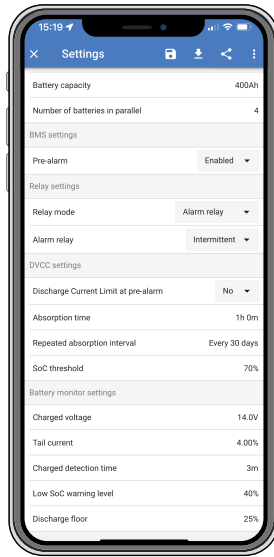 15:19
Settings
Battery capacity 400Ah
Number of batteries in parallel 4
BMS settings
Pre-alarm Enabled
Relay settings
Relay mode Alarm relay
Alarm relay Intermittent
DVCC settings
Discharge Current Limit at pre-alarm No
Absorption time 1h 0m
Repeated absorption interval Every 30 days
SoC threshold 70%
Battery monitor settings
Charged voltage 14.0V
Tail current 4.00%
Charged detection time 3m
Low SoC warning level 40%
Discharge floor 25%